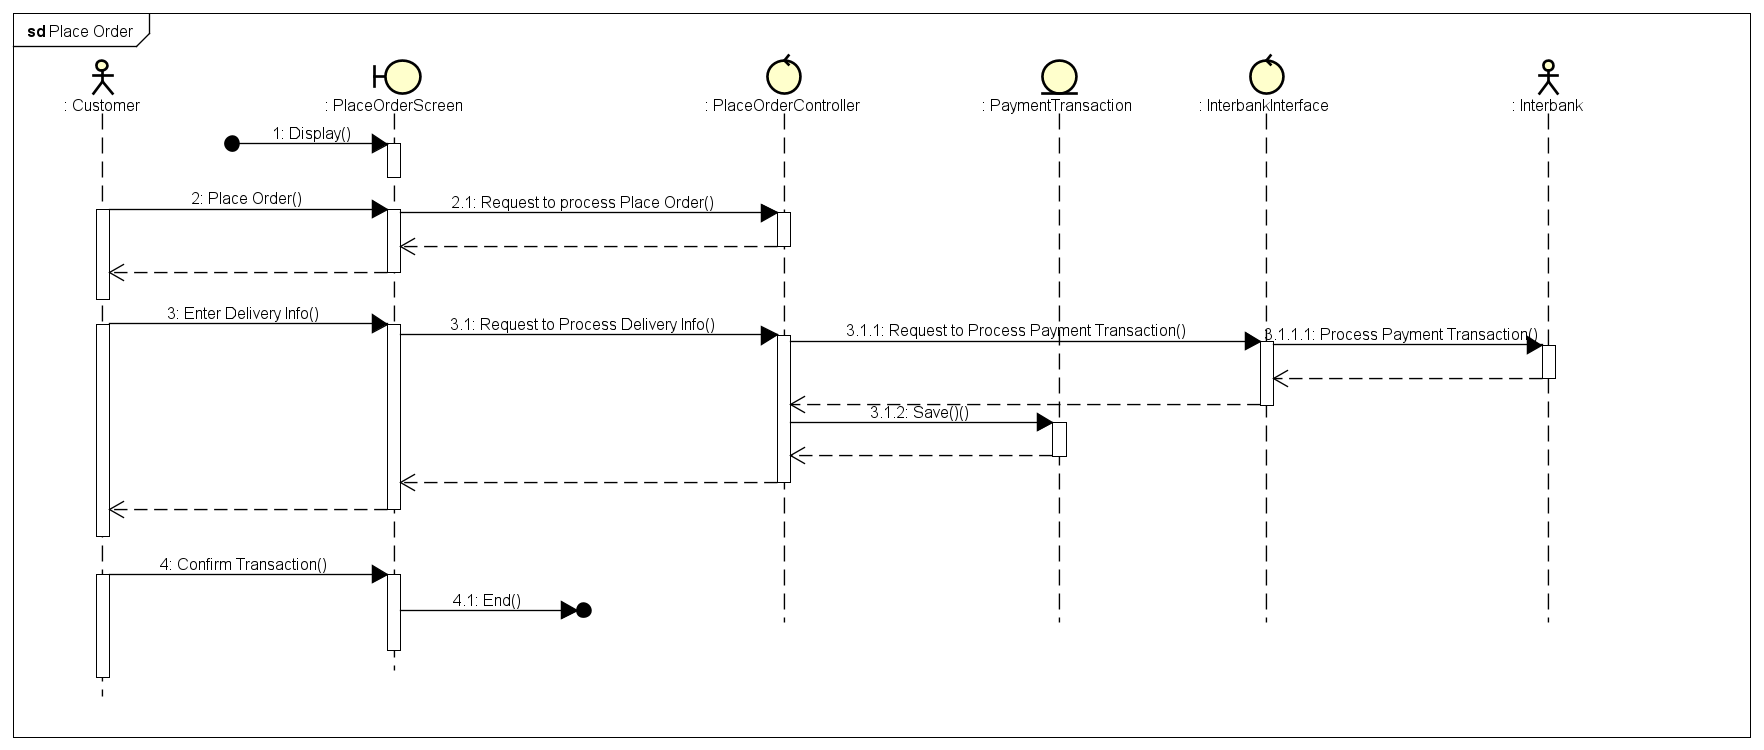 sd Place Order
: Customer
: PlaceOrderScreen
: PlaceOrderController
: PaymentTransaction
: InterbankInterface
: Interbank
1: Display()
2: Place Order()
2.1: Request to process Place Order()
3: Enter Delivery Info()
3.1: Request to Process Delivery Info()
3.1.1: Request to Process Payment Transaction()
3.1.1.1: Process Payment Transaction()
3.1.2: Save()()
4: Confirm Transaction()
4.1: End()